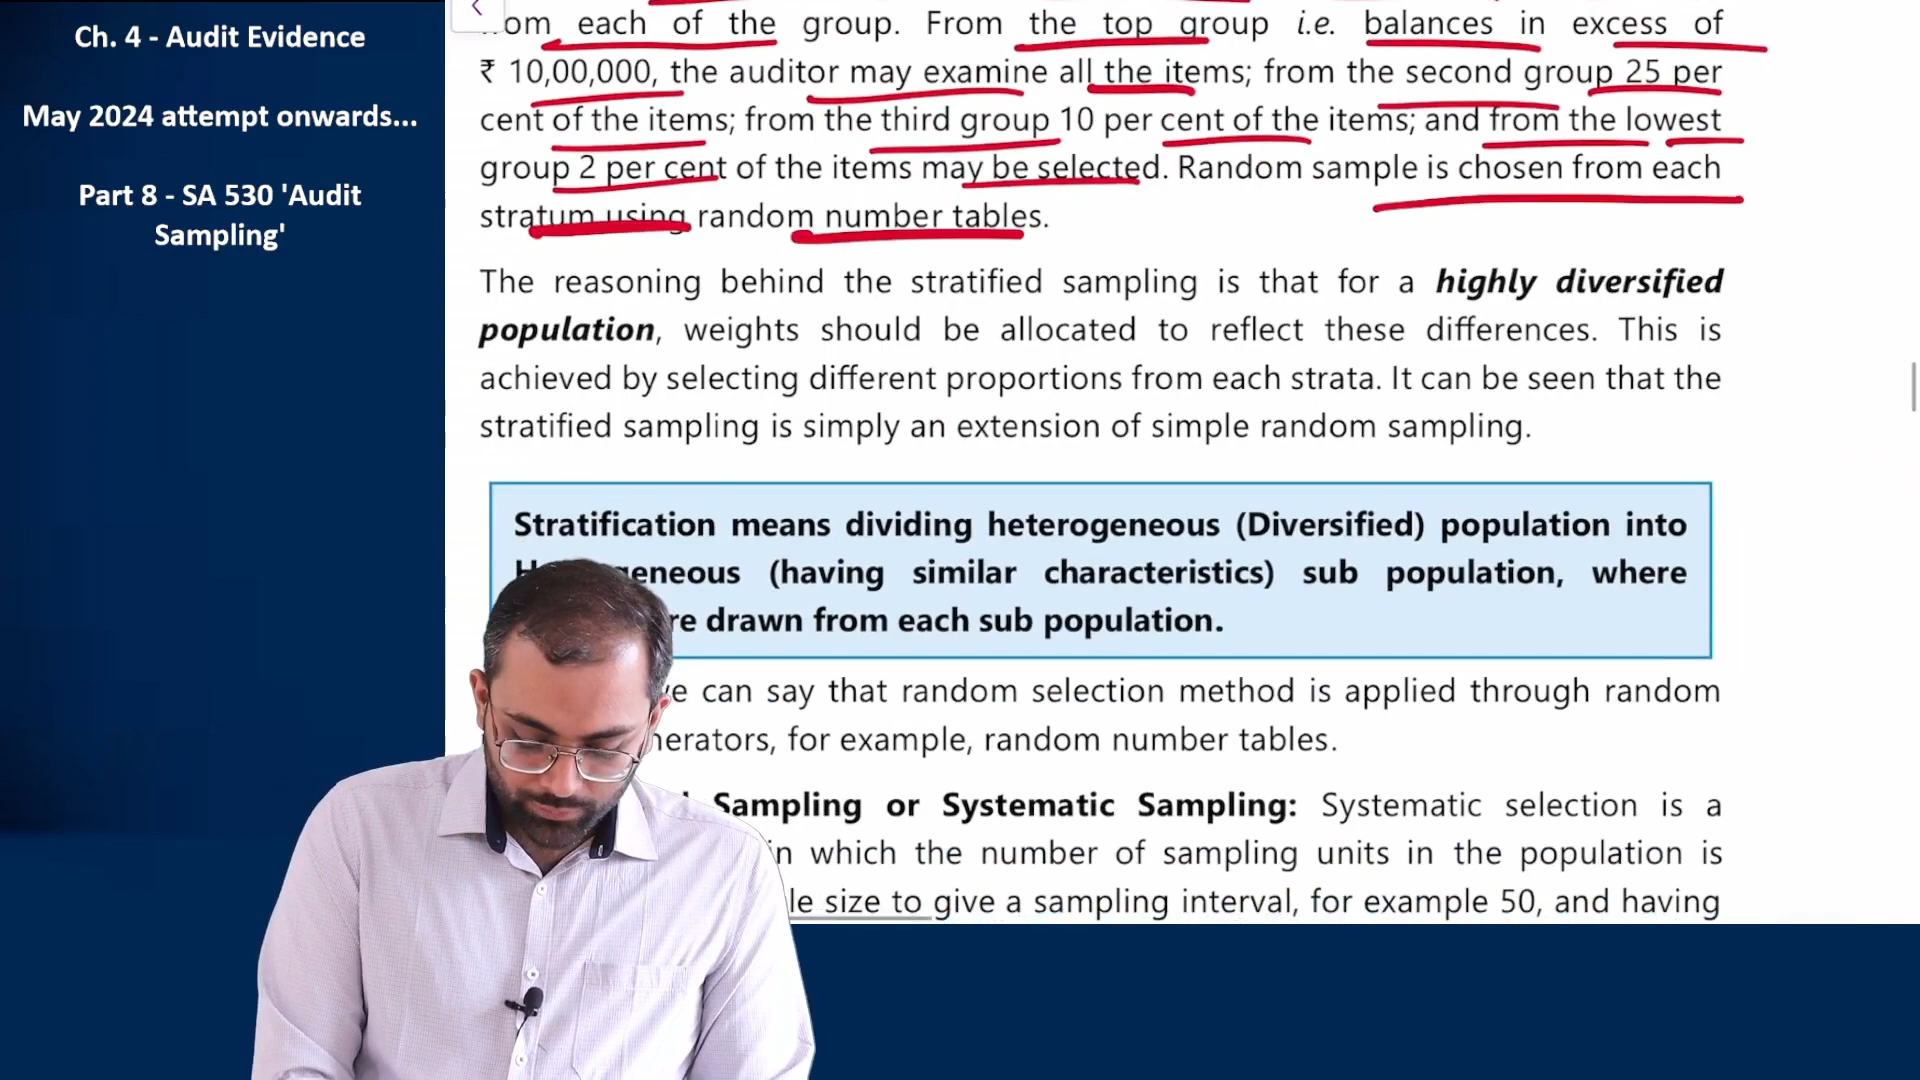 Ch. 4 - Audit Evidence
May 2024 attempt onwards...
Part 8 - SA 530 'Audit
Sampling'
each of the group. From the top group i.e. balances in excess of
₹ 10,00,000, the auditor may examine all the items; from the second group 25 per
cent of the items; from the third group 10 per cent of the items; and from the lowest
group 2 per cent of the items may be selected. Random sample is chosen from each
stratum using random number tables.
The reasoning behind the stratified sampling is that for a highly diversified
population, weights should be allocated to reflect these differences. This is
achieved by selecting different proportions from each strata. It can be seen that the
stratified sampling is simply an extension of simple random sampling.
Stratification means dividing heterogeneous (Diversified) population into
(having similar characteristics) sub population, where
drawn from each sub population.
can say that random selection method is applied through random
for example, random number tables.
Sampling or Systematic Sampling: Systematic selection is a
in which the number of sampling units in the population is
size to give a sampling interval, for example 50, and having